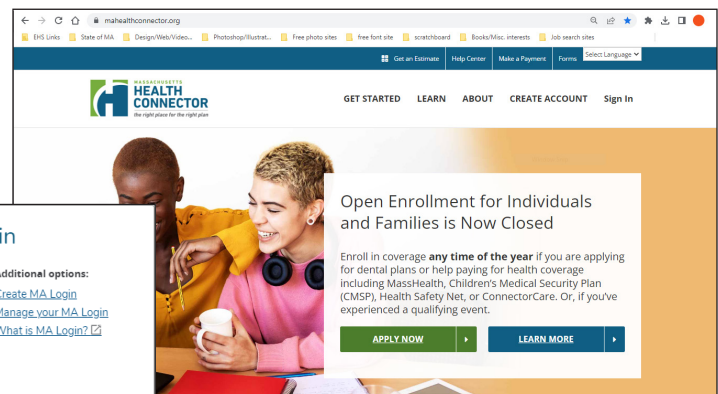 mahealthconnector.org
EHS Links State of MA Design/Web/Video... Photoshop/Illustrat... Free photo sites free font site scratchboard Books/Misc. interests Job search sites
Get an Estimate Help Center Make a Payment Forms Select Language
MASSACHUSETTS
HEALTH
CONNECTOR
the right place for the right plan
GET STARTED LEARN ABOUT CREATE ACCOUNT Sign In
Open Enrollment for Individuals
and Families is Now Closed
Enroll in coverage any time of the year if you are applying
for dental plans or help paying for health coverage
including MassHealth, Children's Medical Security Plan
(CMSP), Health Safety Net, or ConnectorCare. Or, if you've
experienced a qualifying event.
APPLY NOW LEARN MORE
in
Additional options:
Create MA Login
Manage your MA Login
What is MA Login?